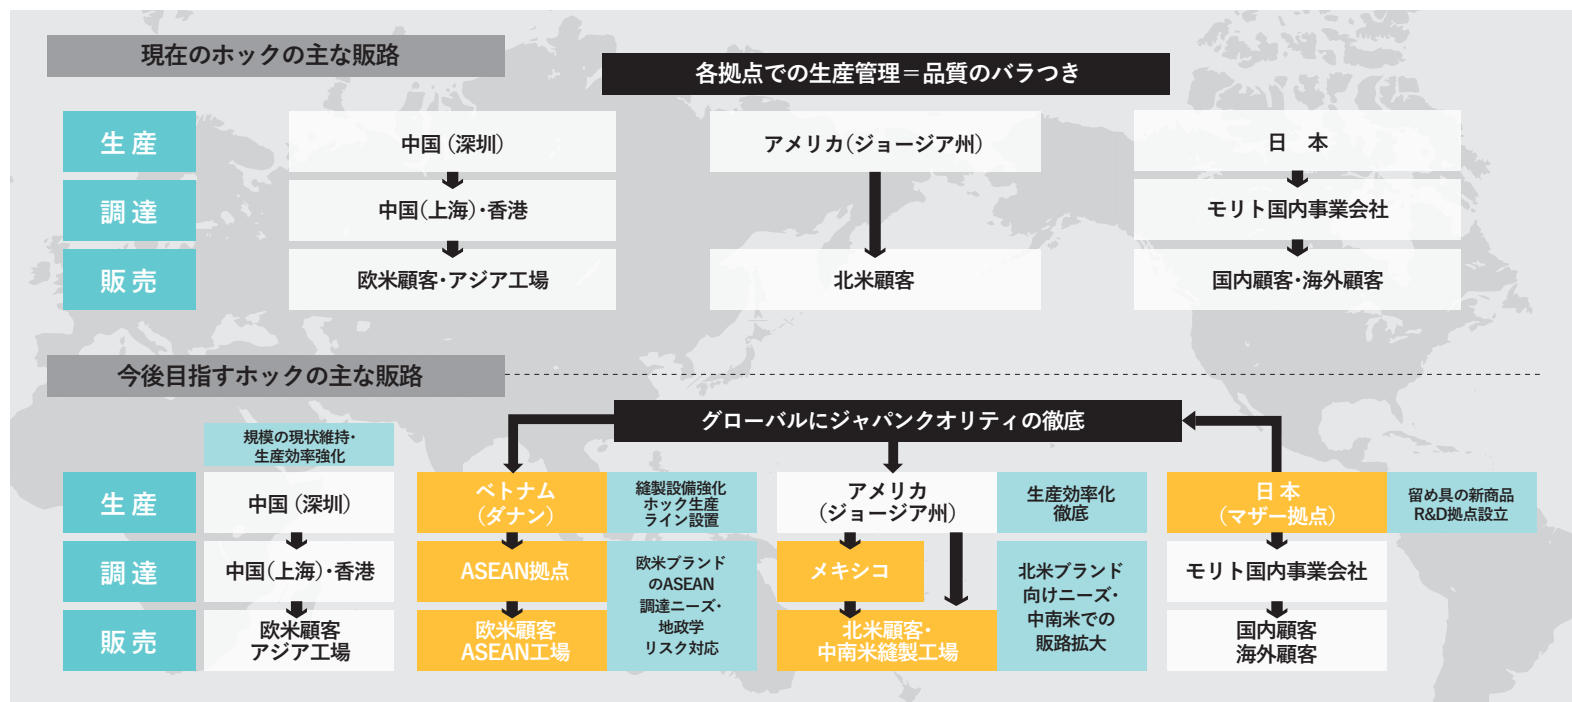 現在のホックの主な販路
各拠点での生産管理＝品質のバラつき
生産
中国（深圳）
アメリカ（ジョージア州）
日　本
調達
中国（上海）・香港
モリト国内事業会社
販売
欧米顧客・アジア工場
北米顧客
国内顧客・海外顧客
今後目指すホックの主な販路
グローバルにジャパンクオリティの徹底
規模の現状維持・
生産効率強化
生産
中国（深圳）
ベトナム
（ダナン）
縫製設備強化
ホック生産
ライン設置
アメリカ
（ジョージア州）
生産効率化
徹底
日本
（マザー拠点）
留め具の新商品
R&D拠点設立
調達
中国（上海）・香港
ASEAN拠点
欧米ブランド
のASEAN
調達ニーズ・
地政学
リスク対応
メキシコ
北米ブランド
向けニーズ・
中南米での
販路拡大
モリト国内事業会社
販売
欧米顧客
アジア工場
欧米顧客
ASEAN工場
北米顧客・
中南米縫製工場
国内顧客
海外顧客